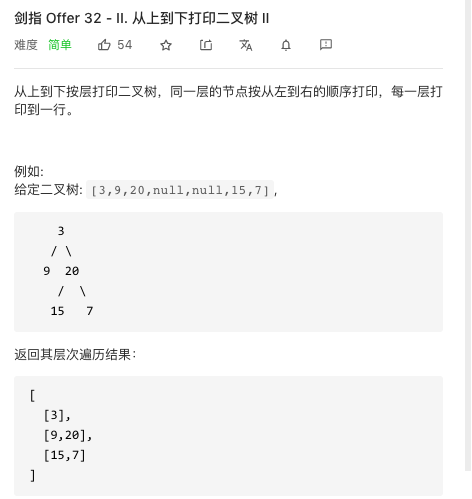 剑指 Offer 32 - II. 从上到下打印二叉树 II
难度 简单 54
从上到下按层打印二叉树，同一层的节点按从左到右的顺序打印，每一层打
印到一行。
例如:
给定二叉树: [3,9,20,null,null,15,7],
3
/ \
9 20
/ \
15 7
返回其层次遍历结果：
[
[3],
[9,20],
[15,7]
]